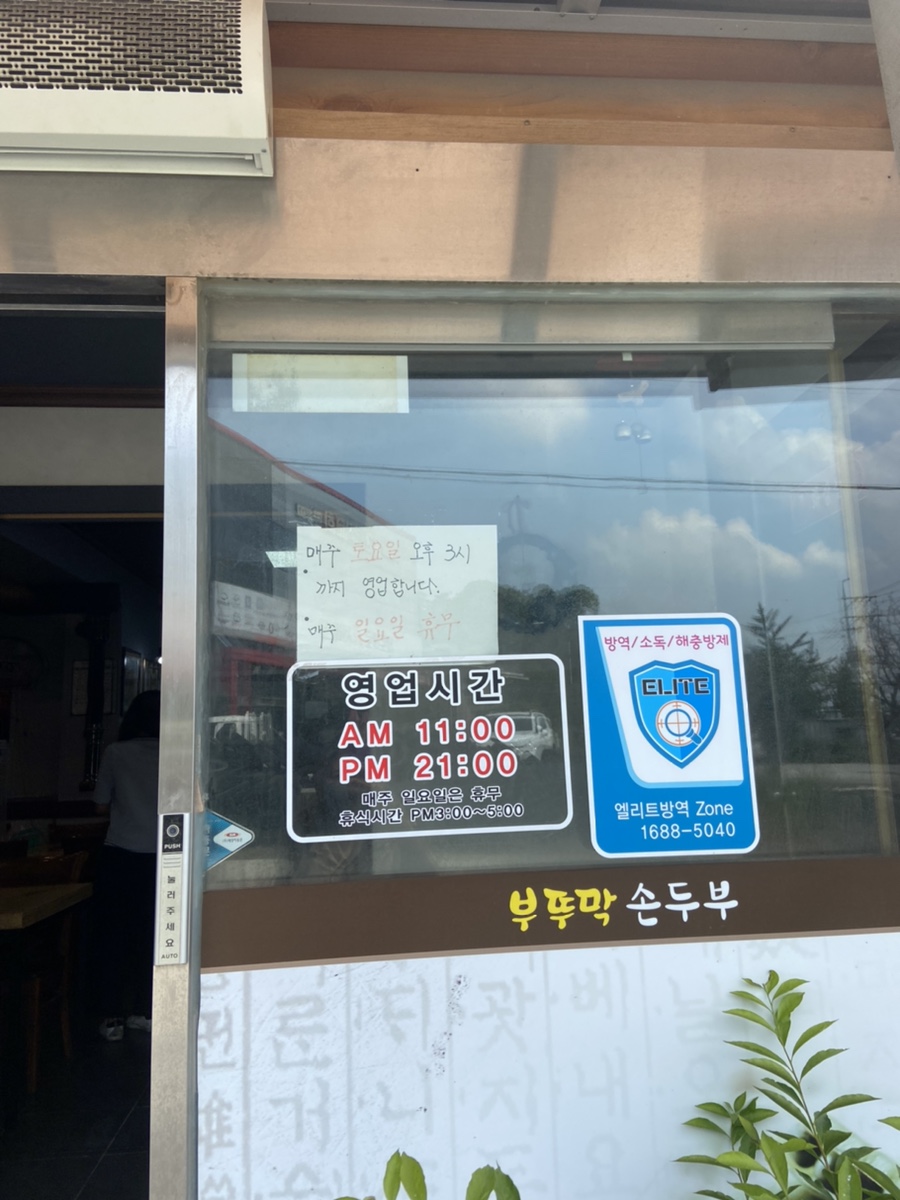 매주 토요일 오후 3시
까지 영업합니다.
매주 일요일 휴무
영업시간
AM 11:00
PM 21:00
매주 일요일은 휴무
휴식시간 PM3:00~5:00
방역/소독/해충방제
ELITE
엘리트방역 Zone
1688-5040
PUSH
눌러주세요
AUTO
부뚜막 손두부